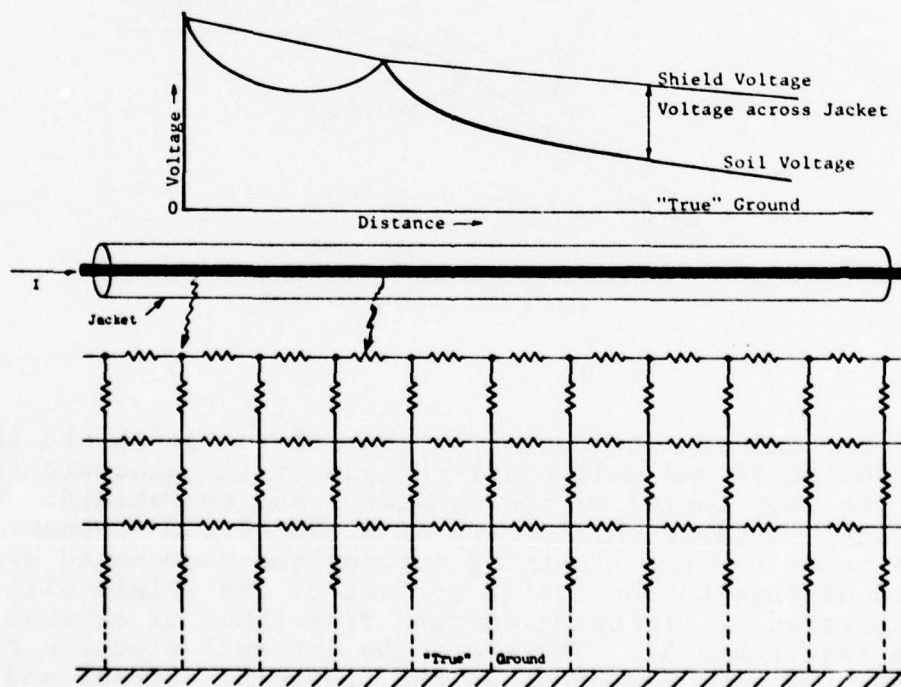 Shield Voltage
Voltage across Jacket
Soil Voltage
Voltage →
0
"True" Ground
Distance →
I
Jacket
"True" Ground